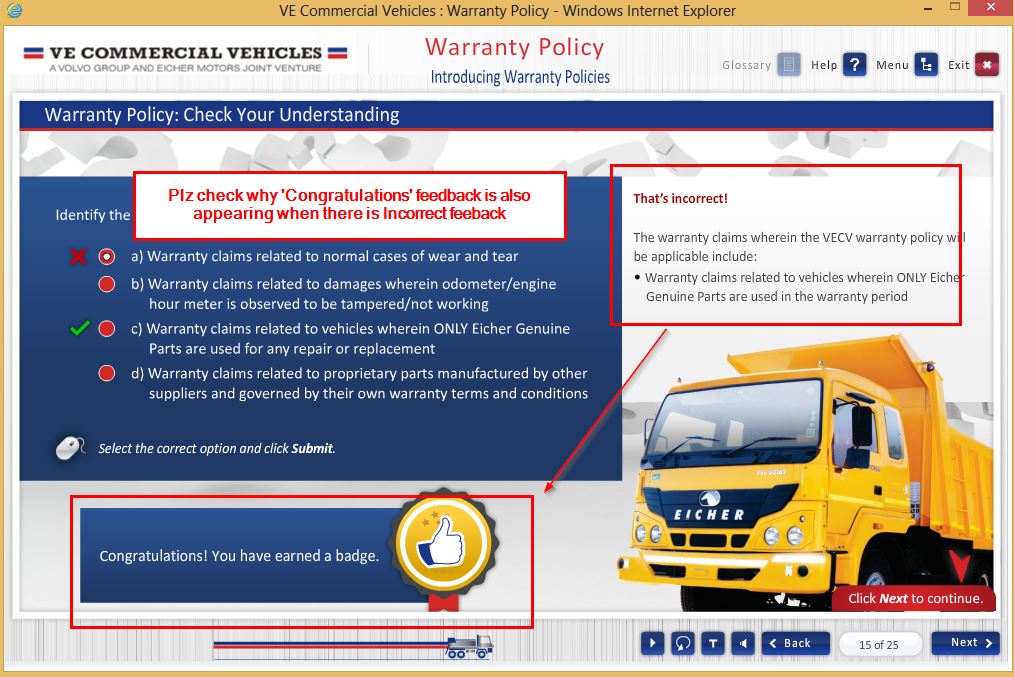 VE Commercial Vehicles : Warranty Policy - Windows Internet Explorer
VE COMMERCIAL VEHICLES
A VOLVO GROUP AND EICHER MOTORS JOINT VENTURE
Warranty Policy
Introducing Warranty Policies
Glossary Help ? Menu Exit
Warranty Policy: Check Your Understanding
Plz check why 'Congratulations' feedback is also
appearing when there is Incorrect feeback
Identify the
a) Warranty claims related to normal cases of wear and tear
b) Warranty claims related to damages wherein odometer/engine
hour meter is observed to be tampered/not working
c) Warranty claims related to vehicles wherein ONLY Eicher Genuine
Parts are used for any repair or replacement
d) Warranty claims related to proprietary parts manufactured by other
suppliers and governed by their own warranty terms and conditions
Select the correct option and click Submit.
That's incorrect!
The warranty claims wherein the VECV warranty policy will
be applicable include:
• Warranty claims related to vehicles wherein ONLY Eicher
Genuine Parts are used in the warranty period
EICHER
Congratulations! You have earned a badge.
Click Next to continue.
T
Back
15 of 25
Next